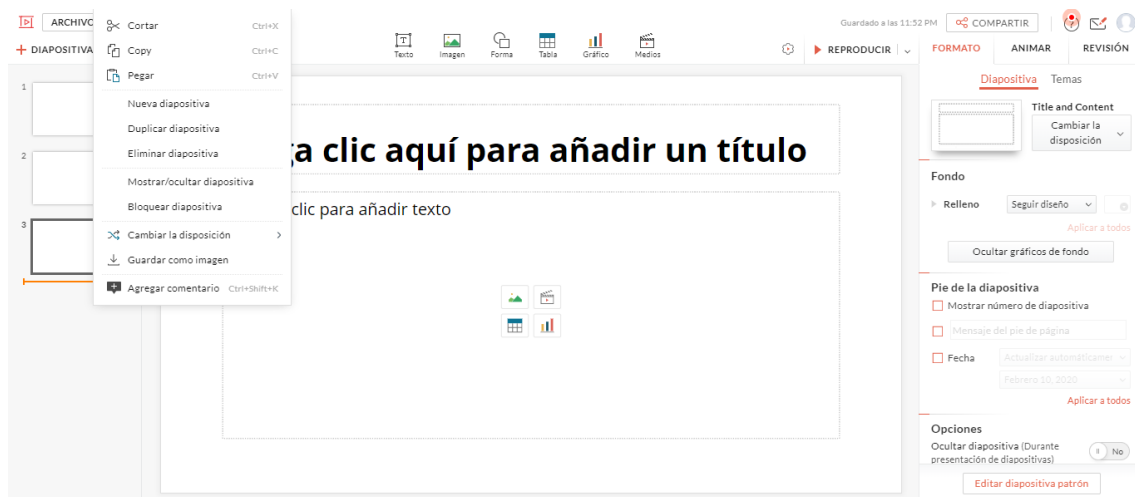 ARCHIVO
Guardado a las 11:52 PM
COMPARTIR
+ DIAPOSITIVA
Texto
Imagen
Forma
Tabla
Gráfico
Medios
REPRODUCIR
FORMATO
ANIMAR
REVISIÓN
Cortar Ctrl+X
Copy Ctrl+C
Pegar Ctrl+V
Nueva diapositiva
Duplicar diapositiva
Eliminar diapositiva
Mostrar/ocultar diapositiva
Bloquear diapositiva
Cambiar la disposición
Guardar como imagen
Agregar comentario Ctrl+Shift+K
1
2
3
a clic aquí para añadir un título
clic para añadir texto
Diapositiva Temas
Title and Content
Cambiar la
disposición
Fondo
Relleno Seguir diseño
Aplicar a todos
Ocultar gráficos de fondo
Pie de la diapositiva
Mostrar número de diapositiva
Mensaje del pie de página
Fecha Actualizar automáticamen
Febrero 10, 2020
Aplicar a todos
Opciones
Ocultar diapositiva (Durante
presentación de diapositivas)
No
Editar diapositiva patrón